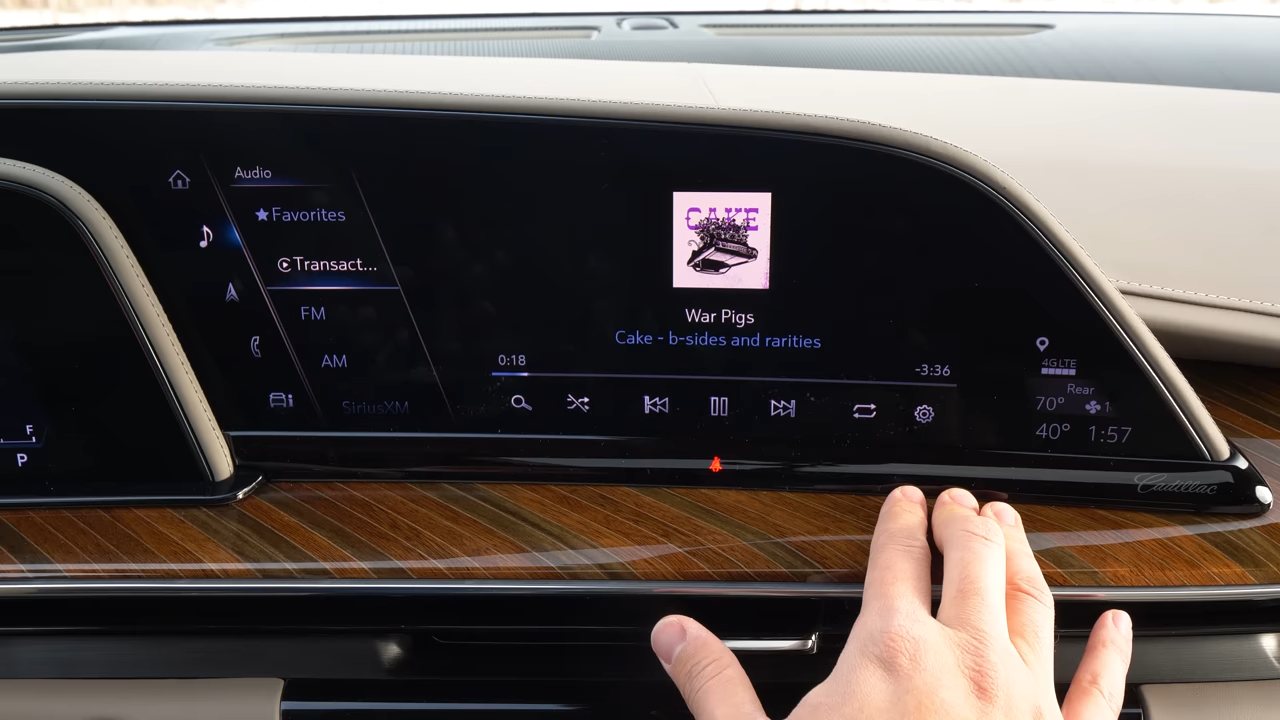 Audio
★Favorites
Transact...
FM
AM
SiriusXM
CAKE
War Pigs
Cake - b-sides and rarities
0:18
-3:36
4G LTE
Rear
70° 1
40° 1:57
Cadillac
F
P